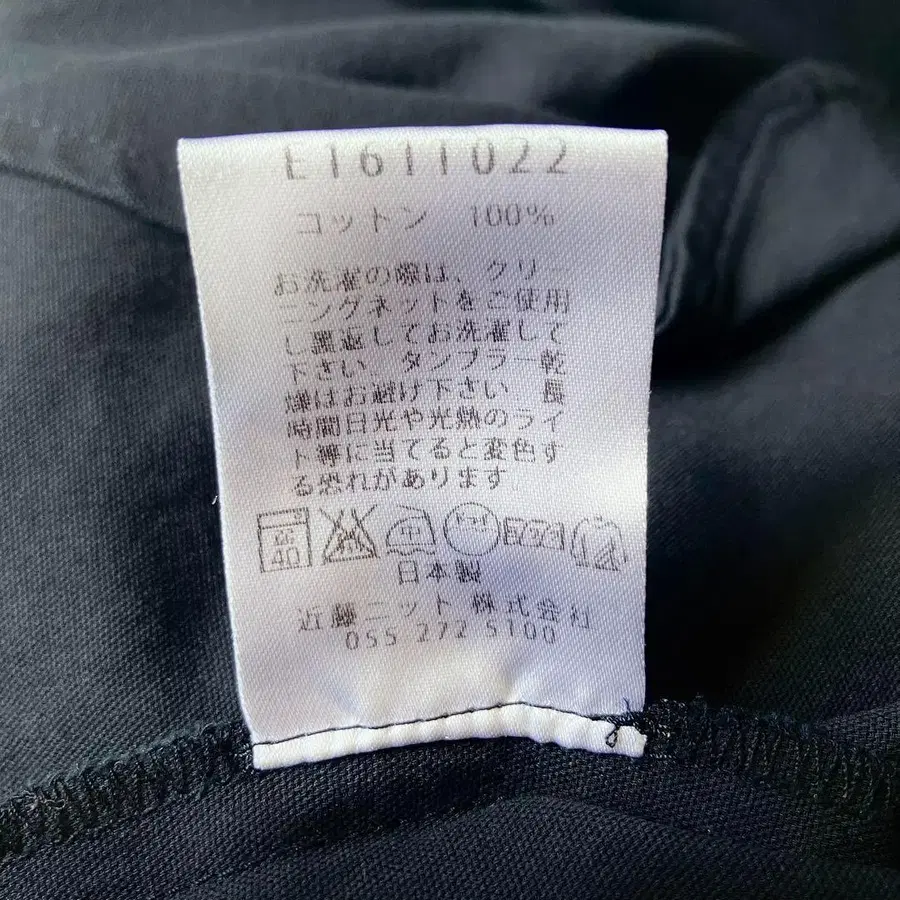 E1611022
コットン 100%
お洗濯の際は、クリー
ニングネットをご使用
し裏返してお洗濯して
下さい タンブラー乾
燥はお避け下さい 長
時間日光や光熱のライ
ト等に当てると変色す
る恐れがあります
40 中 ドライ
日本製
近藤ニット 株式会社
055 272 5100